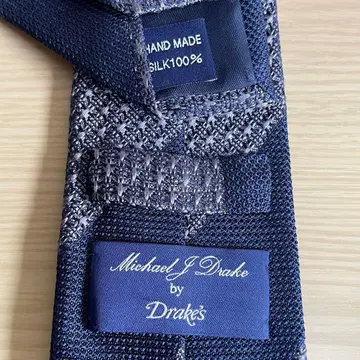 HAND MADE
SILK100%
Michael J Drake
by
Drake's